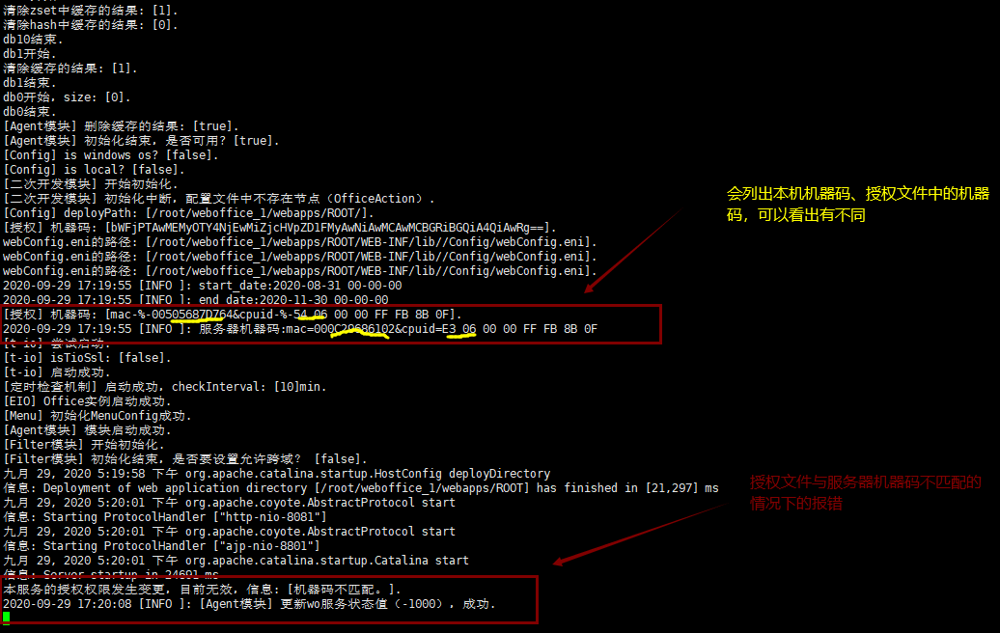 清除zset中缓存的结果: [1].
清除hash中缓存的结果: [0].
db10结束.
db1开始.
清除缓存的结果: [1].
db1结束.
db0开始, size: [0].
db0结束.
[Agent模块] 删除缓存的结果: [true].
[Agent模块] 初始化结束, 是否可用? [true].
[Config] is windows os? [false].
[Config] is local? [false].
[二次开发模块] 开始初始化.
[二次开发模块] 初始化中断, 配置文件中不存在节点（OfficeAction）.
[Config] deployPath: [/root/weboffice_1/webapps/ROOT/].
[授权] 机器码: [bWFjPTAwMEMyOTY4NjEwMiZjcHVpZD1FMyAwNiAwMCAwMCBGRiBGQiA4QiAwRg==].
webConfig.eni的路径: [/root/weboffice_1/webapps/ROOT/WEB-INF/lib//Config/webConfig.eni].
webConfig.eni的路径: [/root/weboffice_1/webapps/ROOT/WEB-INF/lib//Config/webConfig.eni].
webConfig.eni的路径: [/root/weboffice_1/webapps/ROOT/WEB-INF/lib//Config/webConfig.eni].
2020-09-29 17:19:55 [INFO ]: start_date:2020-08-31 00-00-00
2020-09-29 17:19:55 [INFO ]: end_date:2020-11-30 00-00-00
[授权] 机器码: [mac-%-00505687D764&cpuid-%-54 06 00 00 FF FB 8B 0F].
2020-09-29 17:19:55 [INFO ]: 服务器机器码:mac=000C29686102&cpuid=E3 06 00 00 FF FB 8B 0F
[t-io] 尝试启动.
[t-io] isTioSsl: [false].
[t-io] 启动成功.
[定时检查机制] 启动成功, checkInterval: [10]min.
[EIO] Office实例启动成功.
[Menu] 初始化MenuConfig成功.
[Agent模块] 模块启动成功.
[Filter模块] 开始初始化.
[Filter模块] 初始化结束, 是否要设置允许跨域? [false].
九月 29, 2020 5:19:58 下午 org.apache.catalina.startup.HostConfig deployDirectory
信息: Deployment of web application directory [/root/weboffice_1/webapps/ROOT] has finished in [21,297] ms
九月 29, 2020 5:20:01 下午 org.apache.coyote.AbstractProtocol start
信息: Starting ProtocolHandler ["http-nio-8081"]
九月 29, 2020 5:20:01 下午 org.apache.coyote.AbstractProtocol start
信息: Starting ProtocolHandler ["ajp-nio-8801"]
九月 29, 2020 5:20:01 下午 org.apache.catalina.startup.Catalina start
信息: Server startup in 24691 ms
本服务的授权权限发生变更, 目前无效, 信息: [机器码不匹配。].
2020-09-29 17:20:08 [INFO ]: [Agent模块] 更新wo服务状态值（-1000）, 成功.
会列出本机机器码、授权文件中的机器
码，可以看出有不同
授权文件与服务器机器码不匹配的
情况下的报错